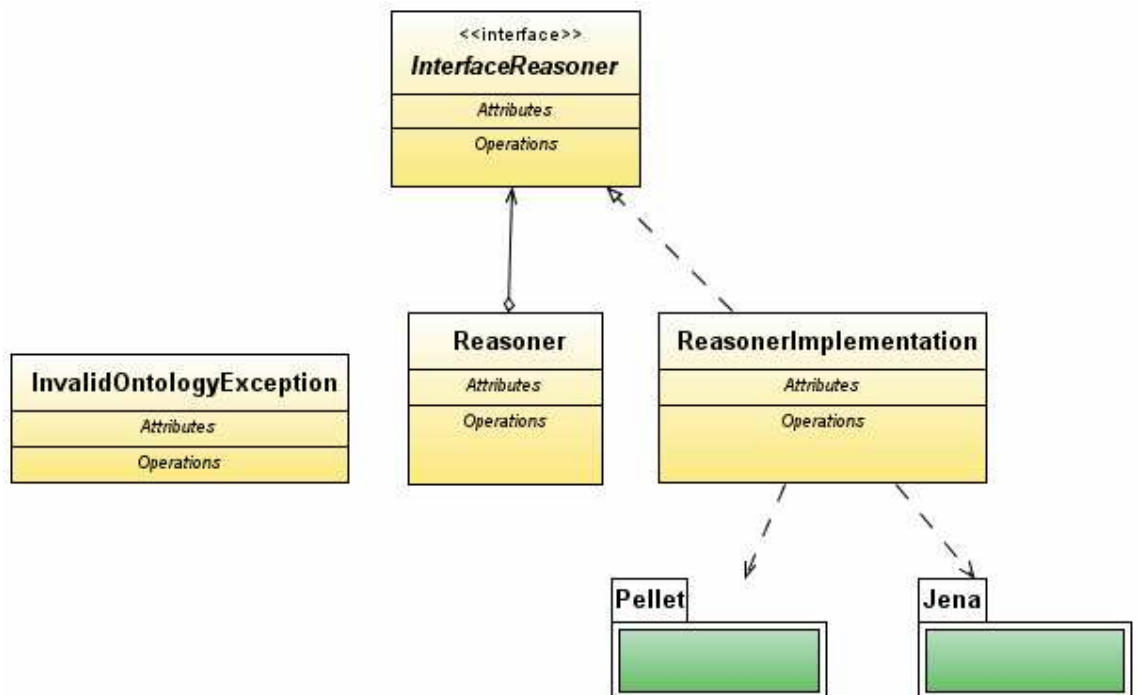 <<interface>>
InterfaceReasoner
Attributes
Operations
InvalidOntologyException
Attributes
Operations
Reasoner
Attributes
Operations
ReasonerImplementation
Attributes
Operations
Pellet
Jena